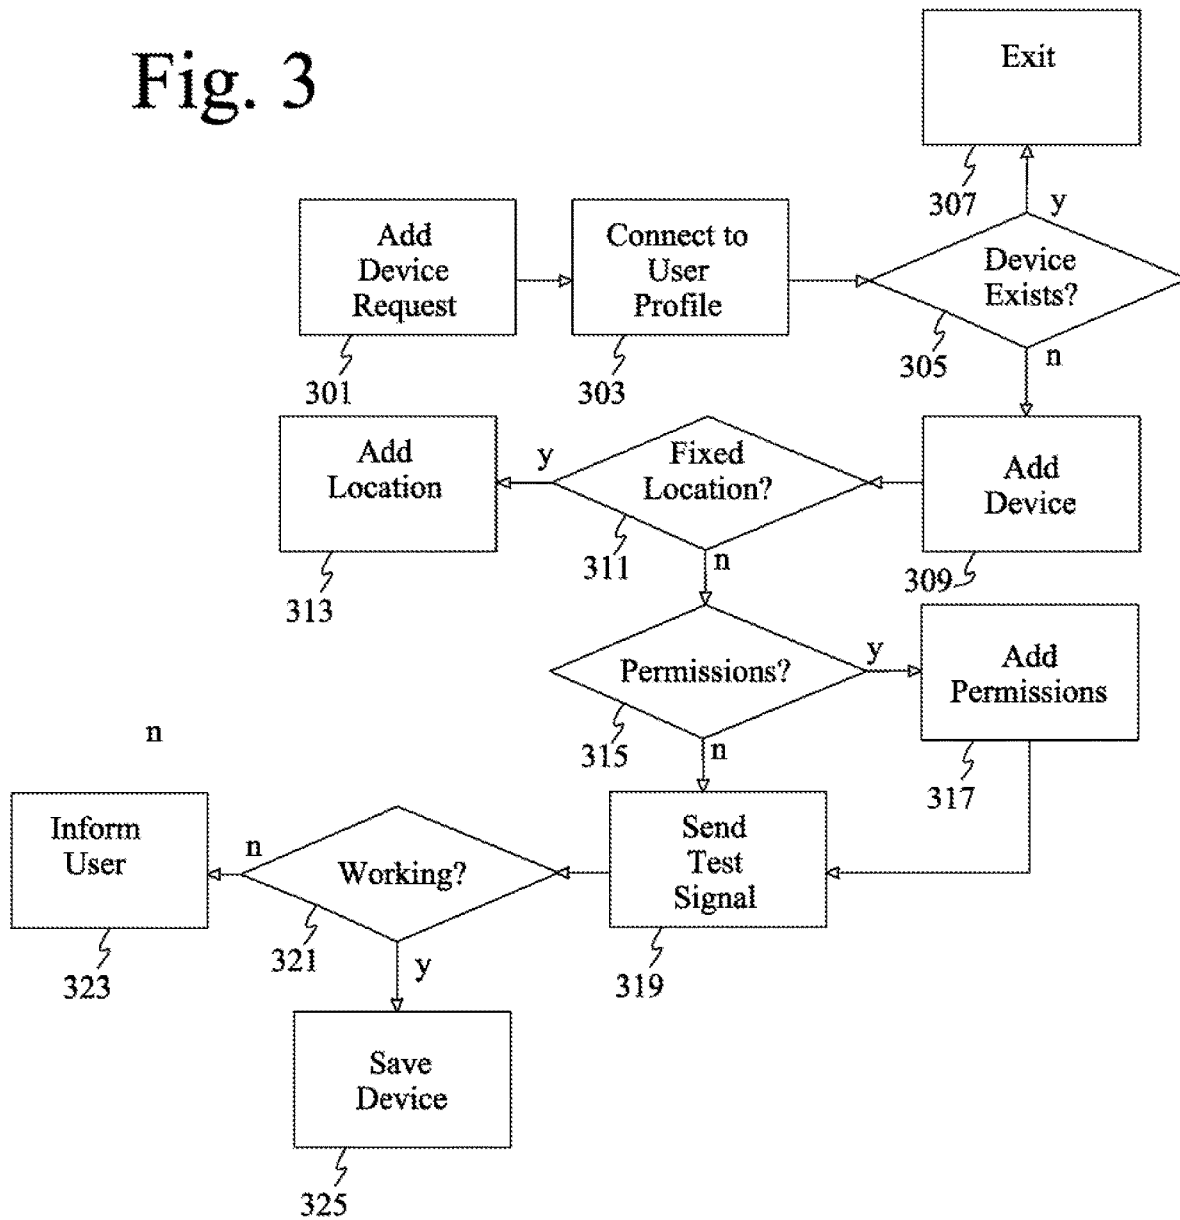 Fig. 3
Exit
307
y
Add
Device
Request
301
Connect to
User
Profile
303
Device
Exists?
305
n
Add
Device
309
Fixed
Location?
311
y
Add
Location
313
n
Permissions?
315
y
Add
Permissions
317
n
n
Send
Test
Signal
319
Working?
321
n
Inform
User
323
y
Save
Device
325